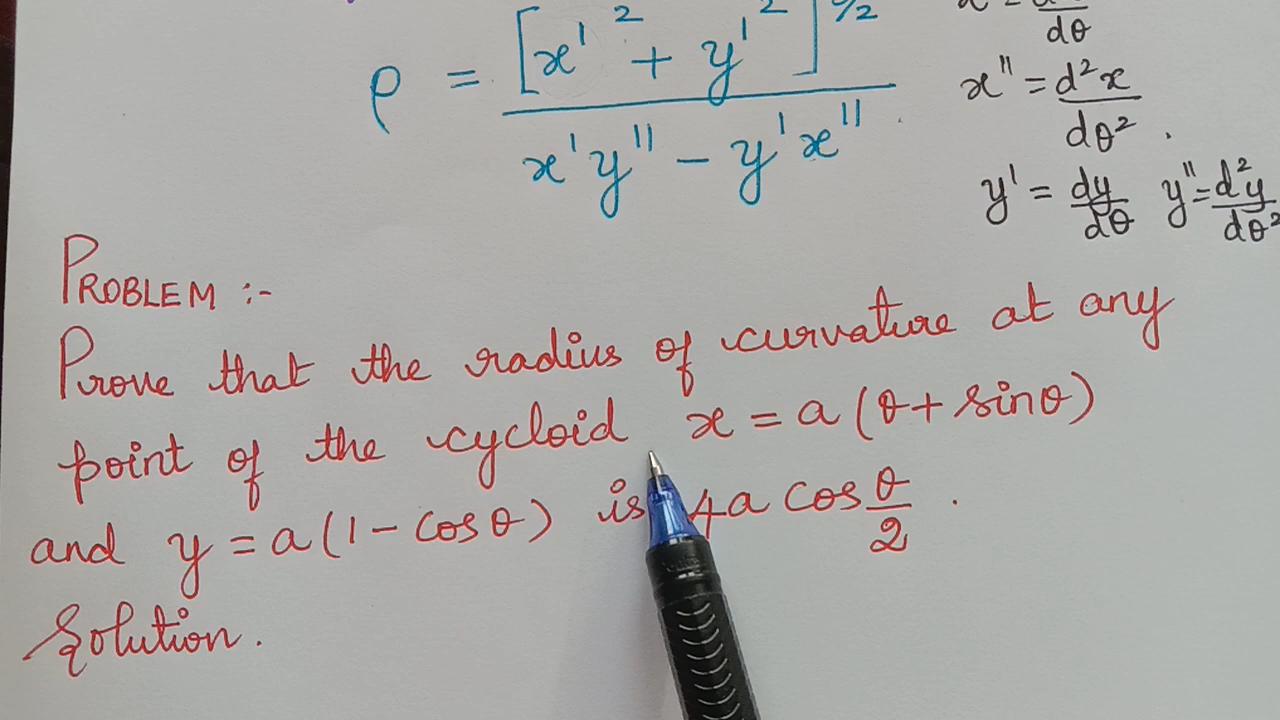 ρ = [x'² + y'²]^3/2 / x'y'' − y'x''
dθ
x'' = d²x / dθ² .
y' = dy/dθ y'' = d²y/dθ²
PROBLEM :-
Prove that the radius of curvature at any
point of the cycloid x = a(θ + sinθ)
and y = a(1 − cosθ) is 4a cos θ/2 .
Solution.